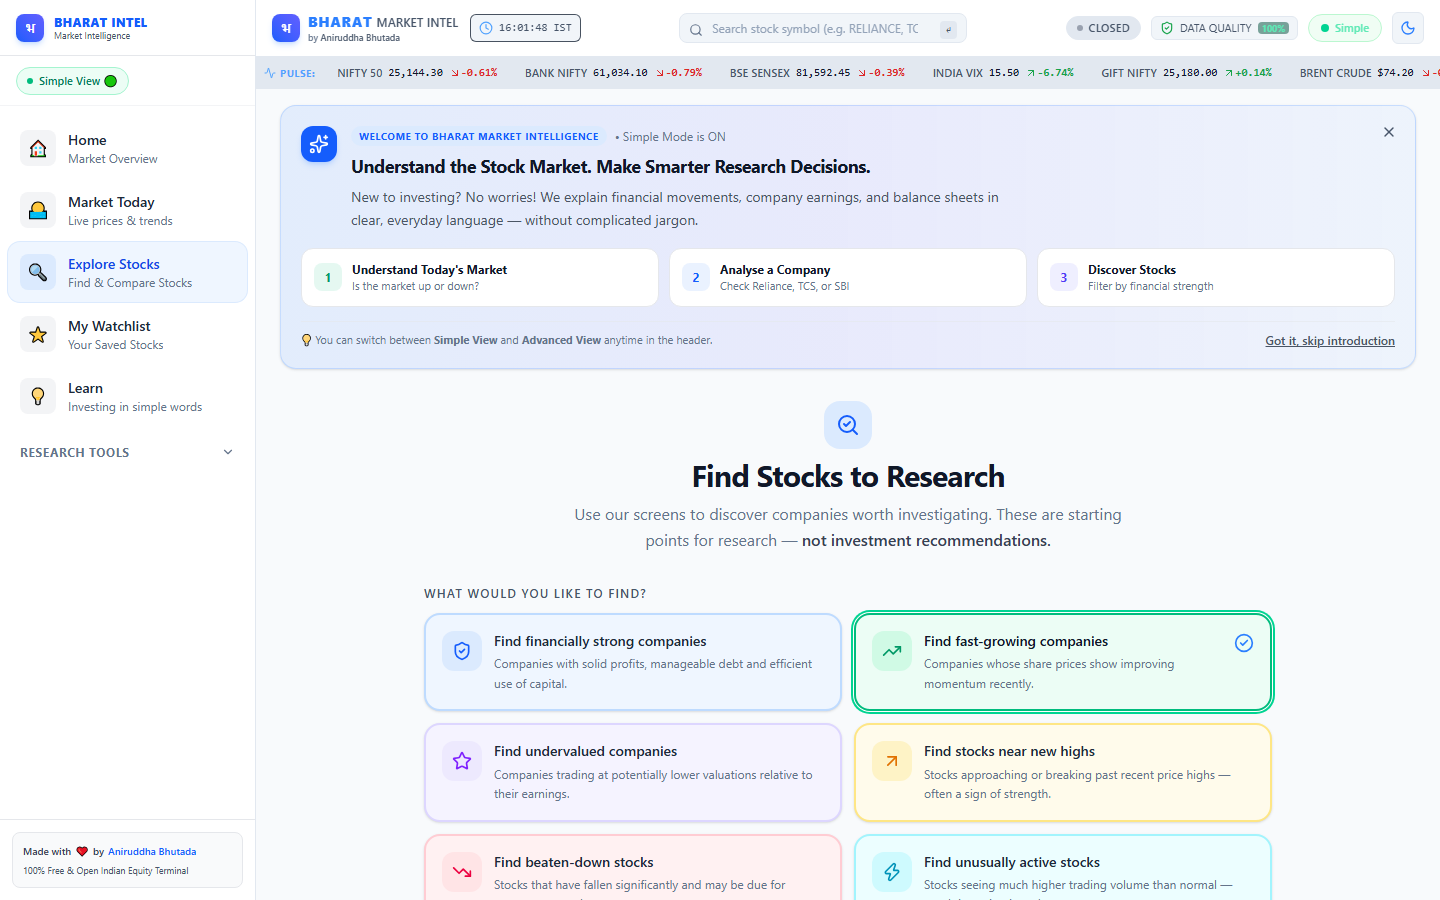 भ
BHARAT INTEL
Market Intelligence
Simple View
Home
Market Overview
Market Today
Live prices & trends
Explore Stocks
Find & Compare Stocks
My Watchlist
Your Saved Stocks
Learn
Investing in simple words
RESEARCH TOOLS
Made with ❤ by Aniruddha Bhutada
100% Free & Open Indian Equity Terminal
भ
BHARAT MARKET INTEL
by Aniruddha Bhutada
16:01:48 IST
Search stock symbol (e.g. RELIANCE, TC
CLOSED
DATA QUALITY 100%
Simple
PULSE: NIFTY 50 25,144.30 ↘-0.61% BANK NIFTY 61,034.10 ↘-0.79% BSE SENSEX 81,592.45 ↘-0.39% INDIA VIX 15.50 ↗-6.74% GIFT NIFTY 25,180.00 ↗+0.14% BRENT CRUDE $74.20
WELCOME TO BHARAT MARKET INTELLIGENCE • Simple Mode is ON
Understand the Stock Market. Make Smarter Research Decisions.
New to investing? No worries! We explain financial movements, company earnings, and balance sheets in
clear, everyday language — without complicated jargon.
1 Understand Today's Market
Is the market up or down?
2 Analyse a Company
Check Reliance, TCS, or SBI
3 Discover Stocks
Filter by financial strength
You can switch between Simple View and Advanced View anytime in the header.
Got it, skip introduction
Find Stocks to Research
Use our screens to discover companies worth investigating. These are starting
points for research — not investment recommendations.
WHAT WOULD YOU LIKE TO FIND?
Find financially strong companies
Companies with solid profits, manageable debt and efficient
use of capital.
Find fast-growing companies
Companies whose share prices show improving
momentum recently.
Find undervalued companies
Companies trading at potentially lower valuations relative to
their earnings.
Find stocks near new highs
Stocks approaching or breaking past recent price highs —
often a sign of strength.
Find beaten-down stocks
Stocks that have fallen significantly and may be due for
Find unusually active stocks
Stocks seeing much higher trading volume than normal —